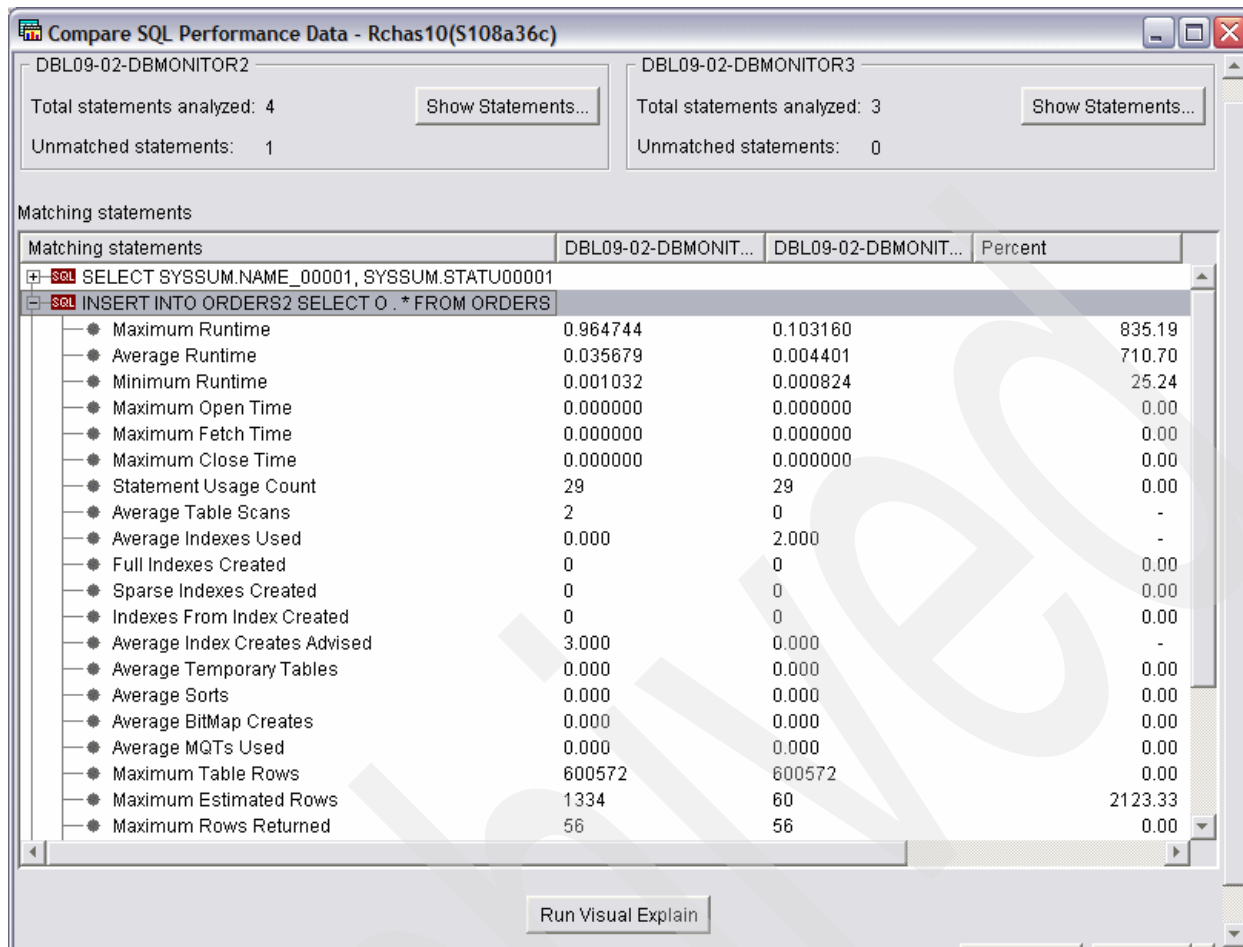 Compare SQL Performance Data - Rchas10(S108a36c)
DBL09-02-DBMONITOR2
Total statements analyzed: 4 Show Statements...
Unmatched statements: 1
DBL09-02-DBMONITOR3
Total statements analyzed: 3 Show Statements...
Unmatched statements: 0
Matching statements
Matching statements DBL09-02-DBMONIT... DBL09-02-DBMONIT... Percent
SQL SELECT SYSSUM.NAME_00001, SYSSUM.STATU00001
SQL INSERT INTO ORDERS2 SELECT O . * FROM ORDERS
Maximum Runtime 0.964744 0.103160 835.19
Average Runtime 0.035679 0.004401 710.70
Minimum Runtime 0.001032 0.000824 25.24
Maximum Open Time 0.000000 0.000000 0.00
Maximum Fetch Time 0.000000 0.000000 0.00
Maximum Close Time 0.000000 0.000000 0.00
Statement Usage Count 29 29 0.00
Average Table Scans 2 0 -
Average Indexes Used 0.000 2.000 -
Full Indexes Created 0 0 0.00
Sparse Indexes Created 0 0 0.00
Indexes From Index Created 0 0 0.00
Average Index Creates Advised 3.000 0.000 -
Average Temporary Tables 0.000 0.000 0.00
Average Sorts 0.000 0.000 0.00
Average BitMap Creates 0.000 0.000 0.00
Average MQTs Used 0.000 0.000 0.00
Maximum Table Rows 600572 600572 0.00
Maximum Estimated Rows 1334 60 2123.33
Maximum Rows Returned 56 56 0.00
Run Visual Explain